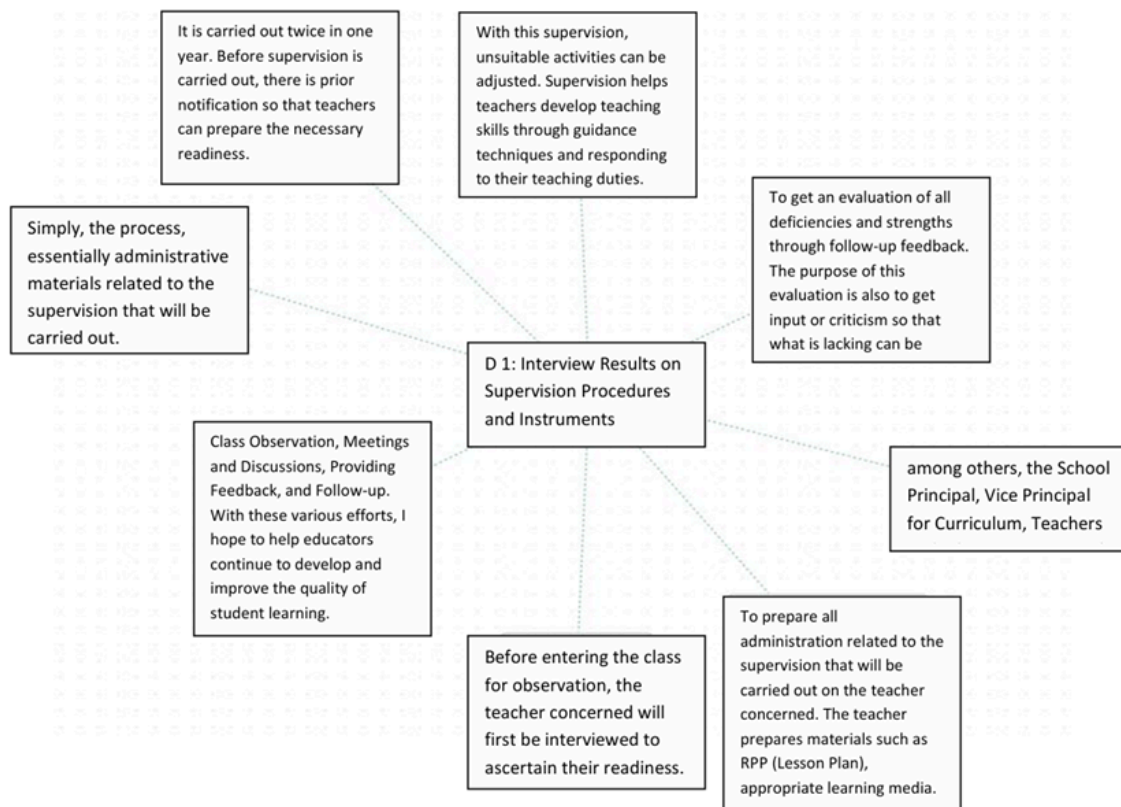 It is carried out twice in one
year. Before supervision is
carried out, there is prior
notification so that teachers
can prepare the necessary
readiness.
With this supervision,
unsuitable activities can be
adjusted. Supervision helps
teachers develop teaching
skills through guidance
techniques and responding
to their teaching duties.
To get an evaluation of all
deficiencies and strengths
through follow-up feedback.
The purpose of this
evaluation is also to get
input or criticism so that
what is lacking can be
Simply, the process,
essentially administrative
materials related to the
supervision that will be
carried out.
D 1: Interview Results on
Supervision Procedures
and Instruments
Class Observation, Meetings
and Discussions, Providing
Feedback, and Follow-up.
With these various efforts, I
hope to help educators
continue to develop and
improve the quality of
student learning.
among others, the School
Principal, Vice Principal
for Curriculum, Teachers
Before entering the class
for observation, the
teacher concerned will
first be interviewed to
ascertain their readiness.
To prepare all
administration related to the
supervision that will be
carried out on the teacher
concerned. The teacher
prepares materials such as
RPP (Lesson Plan),
appropriate learning media.